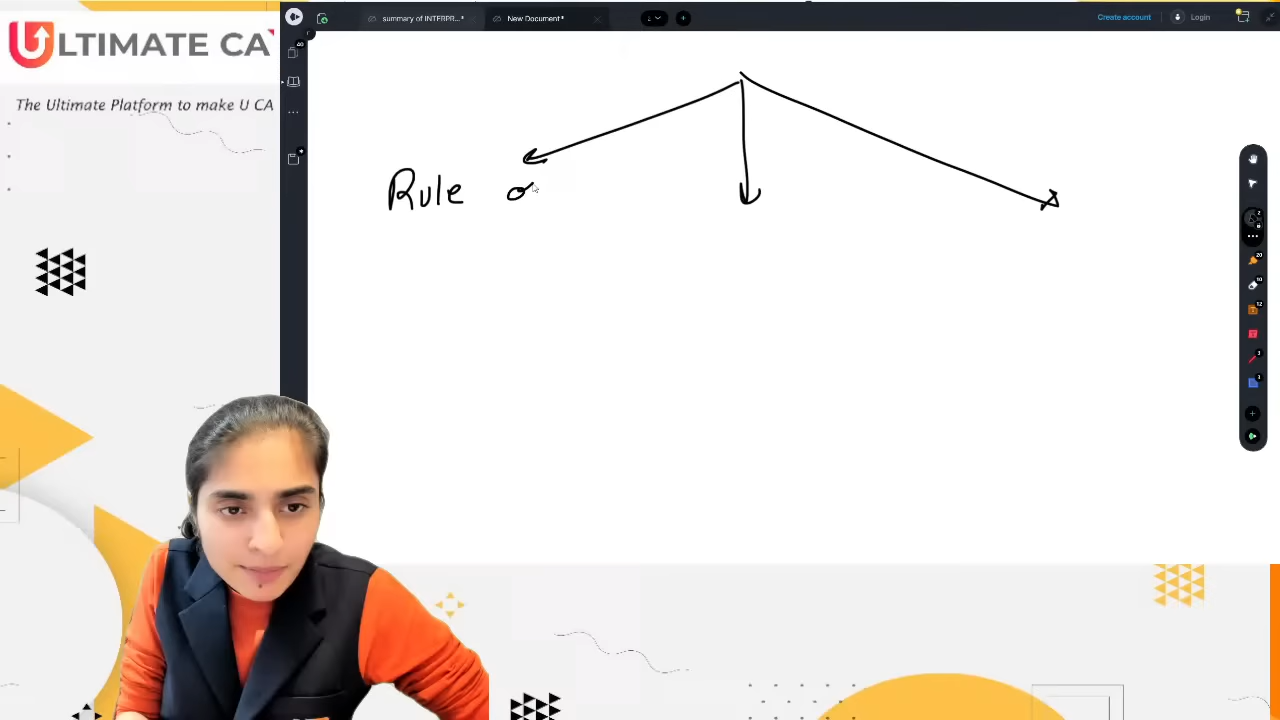 summary of INTERPR...*
New Document*
Create account
Login
ULTIMATE CA
The Ultimate Platform to make U CA
Rule o